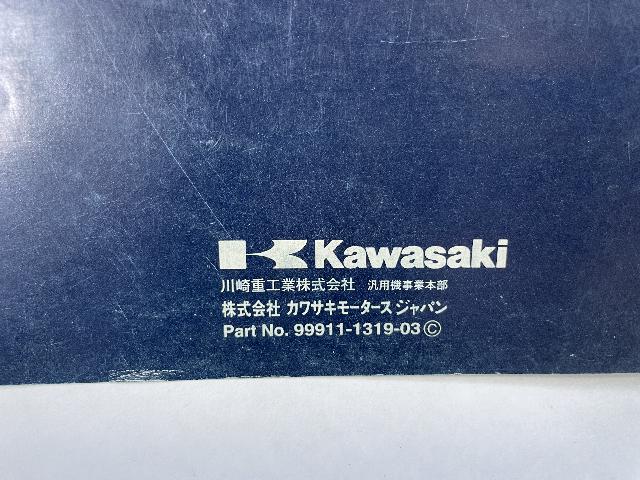 Kawasaki
川崎重工業株式会社 汎用機事業本部
株式会社 カワサキモータース ジャパン
Part No. 99911-1319-03 ©